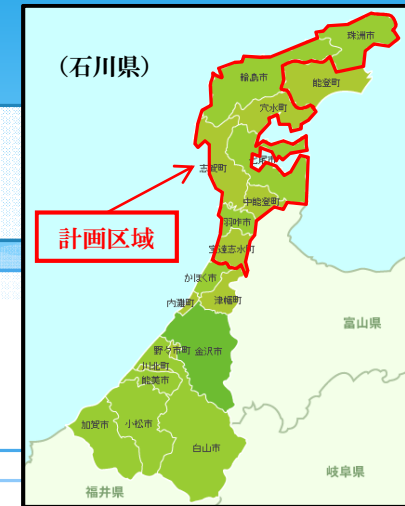 （石川県）
珠洲市
輪島市
能登町
穴水町
七尾市
志賀町
中能登町
羽咋市
宝達志水町
計画区域
かほく市
内灘町
津幡町
富山県
野々市町
金沢市
川北町
能美市
加賀市
小松市
白山市
岐阜県
福井県